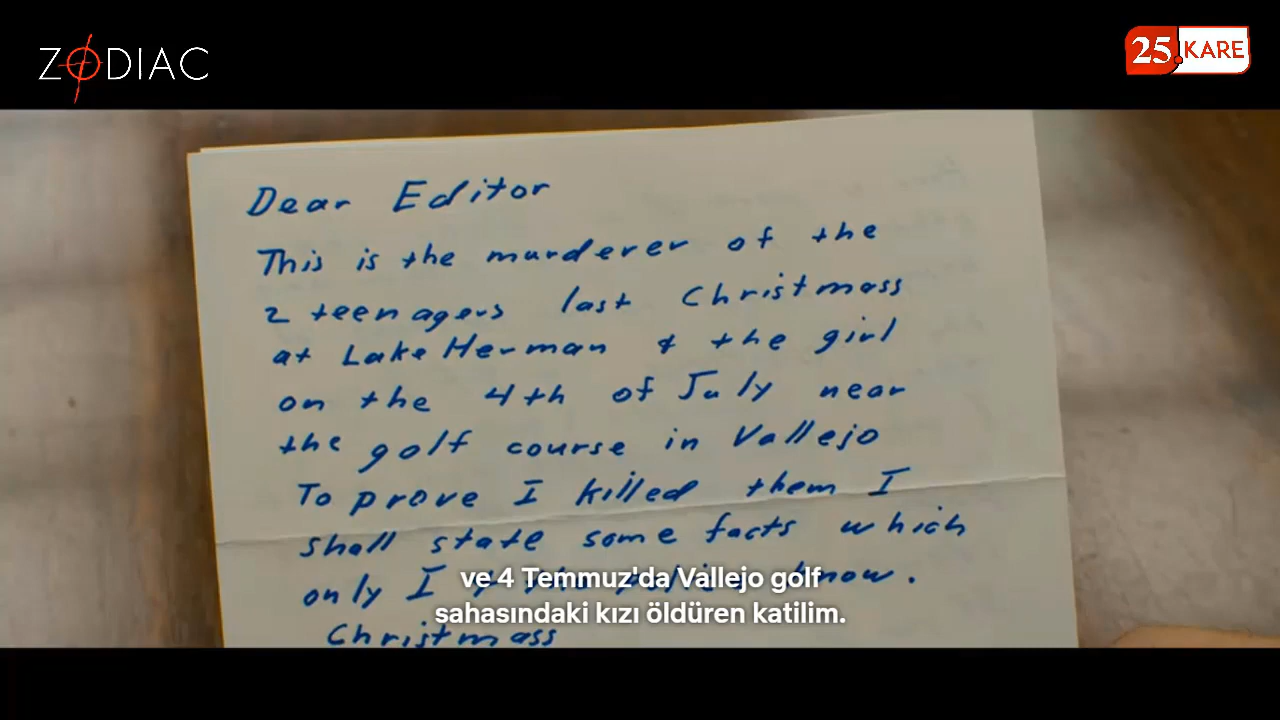 ZODIAC
25.KARE
Dear Editor
This is the murderer of the
2 teenagers last Christmass
at Lake Herman & the girl
on the 4th of July near
the golf course in Vallejo
To prove I killed them I
shall state some facts which
only I know.
ve 4 Temmuz'da Vallejo golf
sahasındaki kızı öldüren katilim.
Christmass